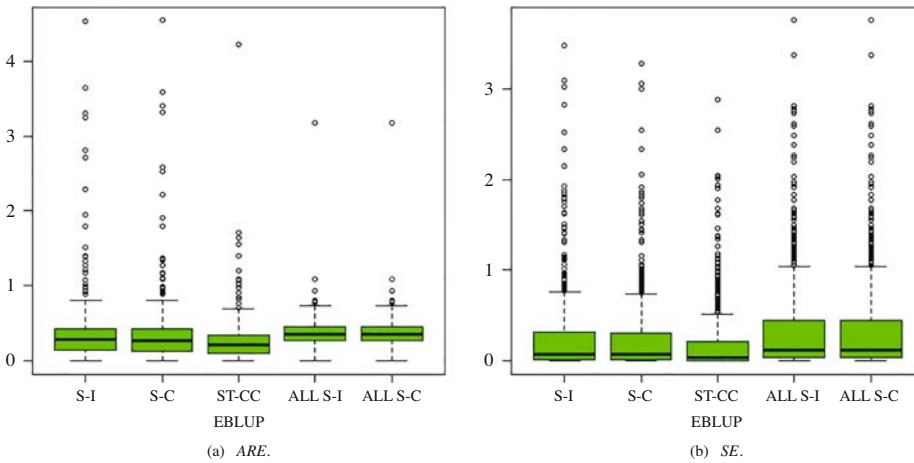 4
3
2
1
0
S-I S-C ST-CC ALL S-I ALL S-C
EBLUP
(a) ARE.
3
2
1
0
S-I S-C ST-CC ALL S-I ALL S-C
EBLUP
(b) SE.